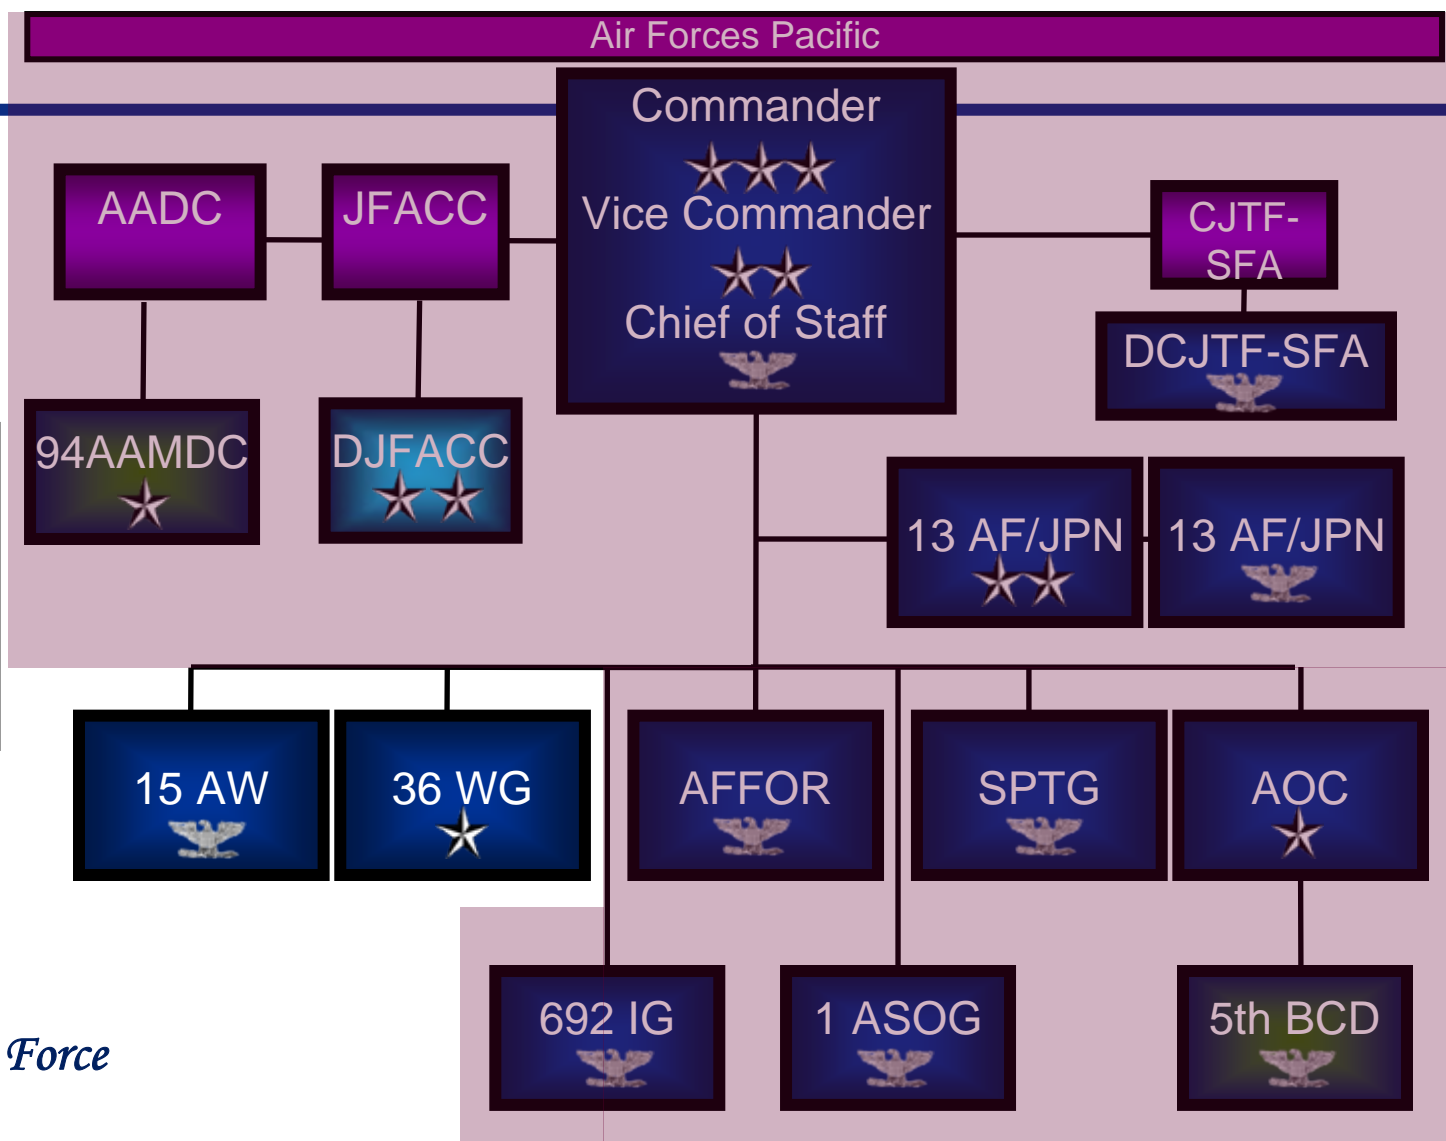 Air Forces Pacific
Commander
Vice Commander
Chief of Staff
AADC
JFACC
CJTF-
SFA
DCJTF-SFA
94AAMDC
DJFACC
13 AF/JPN
13 AF/JPN
15 AW
36 WG
AFFOR
SPTG
AOC
692 IG
1 ASOG
5th BCD
Force